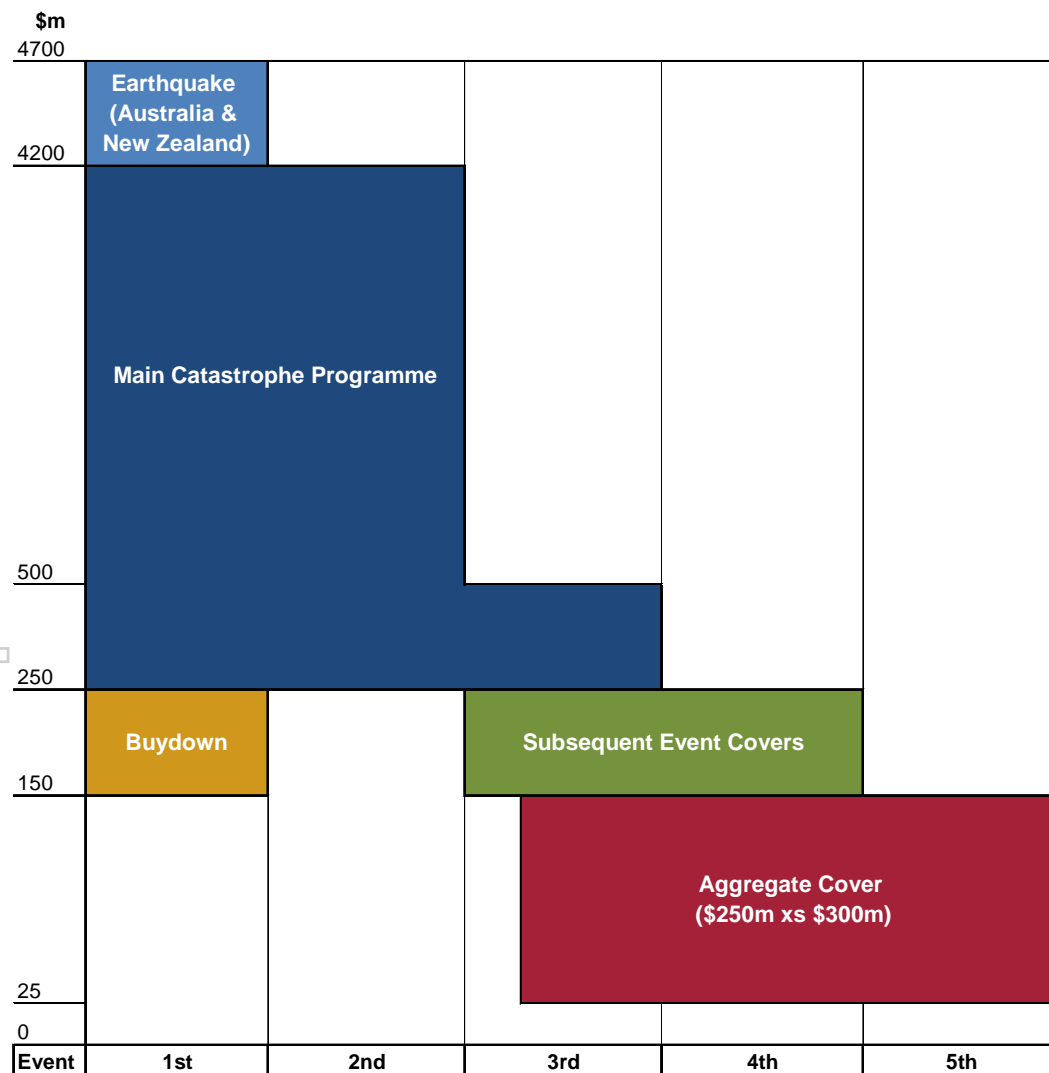 $m
4700
Earthquake
(Australia &
New Zealand)
4200
Main Catastrophe Programme
500
250
Buydown
Subsequent Event Covers
150
Aggregate Cover
($250m xs $300m)
25
0
Event 1st 2nd 3rd 4th 5th